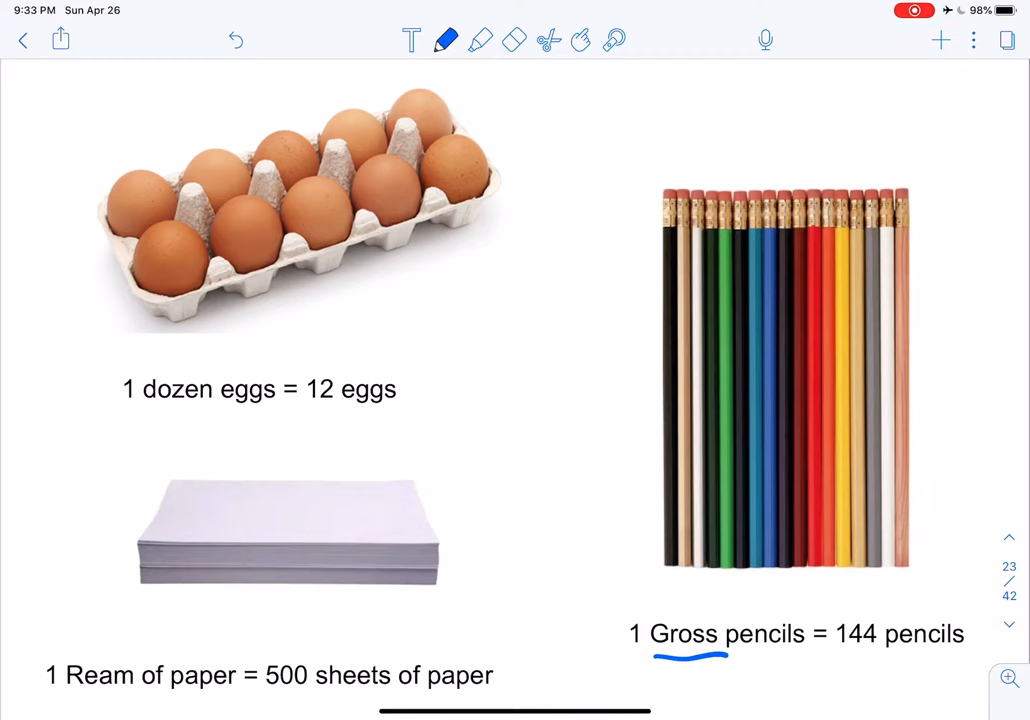 9:33 PM Sun Apr 26
98%
T
1 dozen eggs = 12 eggs
23
/
42
1 Gross pencils = 144 pencils
1 Ream of paper = 500 sheets of paper